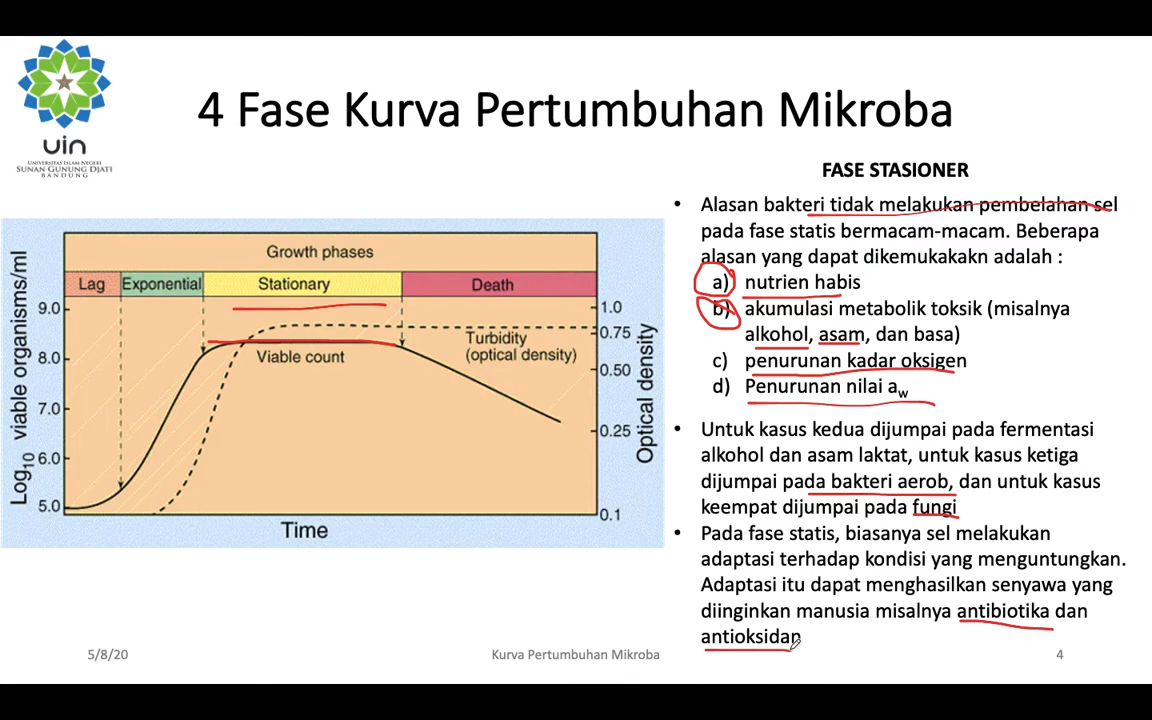 uin
UNIVERSITAS ISLAM NEGERI
SUNAN GUNUNG DJATI
BANDUNG
4 Fase Kurva Pertumbuhan Mikroba
FASE STASIONER
• Alasan bakteri tidak melakukan pembelahan sel
pada fase statis bermacam-macam. Beberapa
alasan yang dapat dikemukakakn adalah :
a) nutrien habis
b) akumulasi metabolik toksik (misalnya
alkohol, asam, dan basa)
c) penurunan kadar oksigen
d) Penurunan nilai aw
• Untuk kasus kedua dijumpai pada fermentasi
alkohol dan asam laktat, untuk kasus ketiga
dijumpai pada bakteri aerob, dan untuk kasus
keempat dijumpai pada fungi
• Pada fase statis, biasanya sel melakukan
adaptasi terhadap kondisi yang menguntungkan.
Adaptasi itu dapat menghasilkan senyawa yang
diinginkan manusia misalnya antibiotika dan
antioksidan
Growth phases
Lag Exponential Stationary Death
Log10 viable organisms/ml
9.0
8.0
7.0
6.0
5.0
Viable count
Turbidity
(optical density)
1.0
0.75
0.50
0.25
0.1
Optical density
Time
5/8/20 Kurva Pertumbuhan Mikroba 4